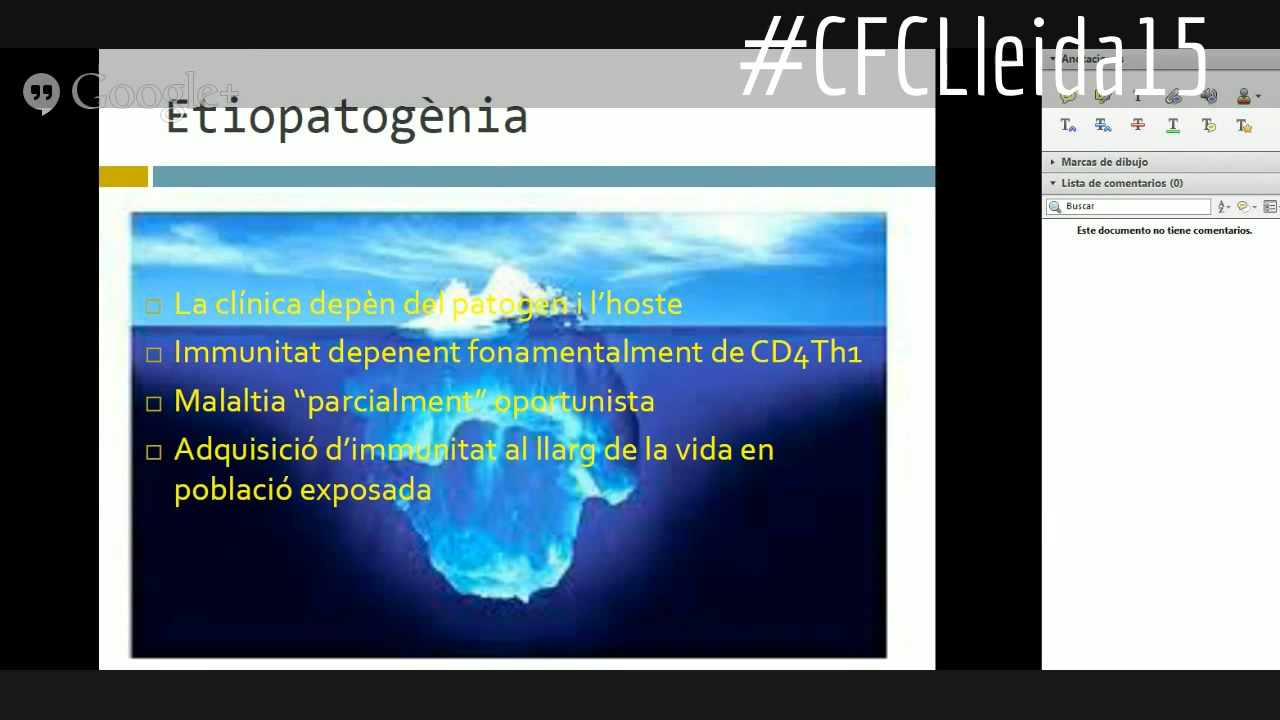 #CFCLleida15
Google+
Etiopatogènia
La clínica depèn del patogen i l’hoste
Immunitat depenent fonamentalment de CD4Th1
Malaltia “parcialment” oportunista
Adquisició d’immunitat al llarg de la vida en
població exposada
Anotaciones
Marcas de dibujo
Lista de comentarios (0)
Buscar
Este documento no tiene comentarios.